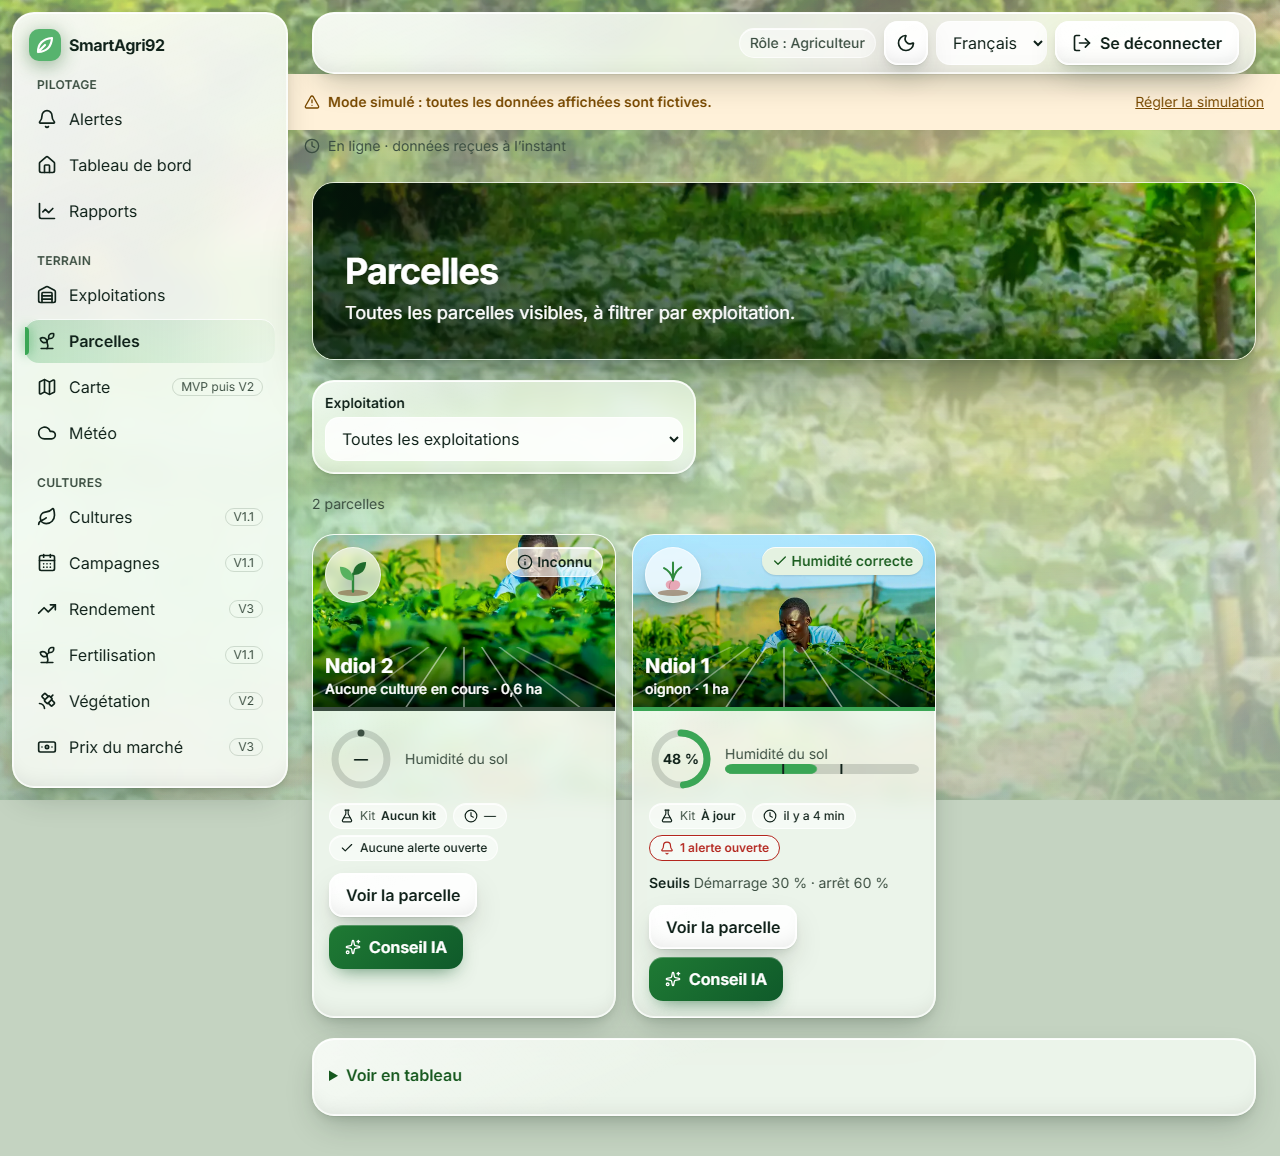 SmartAgri92
PILOTAGE
Alertes
Tableau de bord
Rapports
TERRAIN
Exploitations
Parcelles
Carte MVP puis V2
Météo
CULTURES
Cultures V1.1
Campagnes V1.1
Rendement V3
Fertilisation V1.1
Végétation V2
Prix du marché V3
Rôle : Agriculteur Français Se déconnecter
Mode simulé : toutes les données affichées sont fictives. Régler la simulation
En ligne · données reçues à l'instant
Parcelles
Toutes les parcelles visibles, à filtrer par exploitation.
Exploitation
Toutes les exploitations
2 parcelles
Inconnu
Ndiol 2
Aucune culture en cours · 0,6 ha
— Humidité du sol
Kit Aucun kit —
Aucune alerte ouverte
Voir la parcelle
Conseil IA
Humidité correcte
Ndiol 1
oignon · 1 ha
48 % Humidité du sol
Kit À jour il y a 4 min
1 alerte ouverte
Seuils Démarrage 30 % · arrêt 60 %
Voir la parcelle
Conseil IA
Voir en tableau